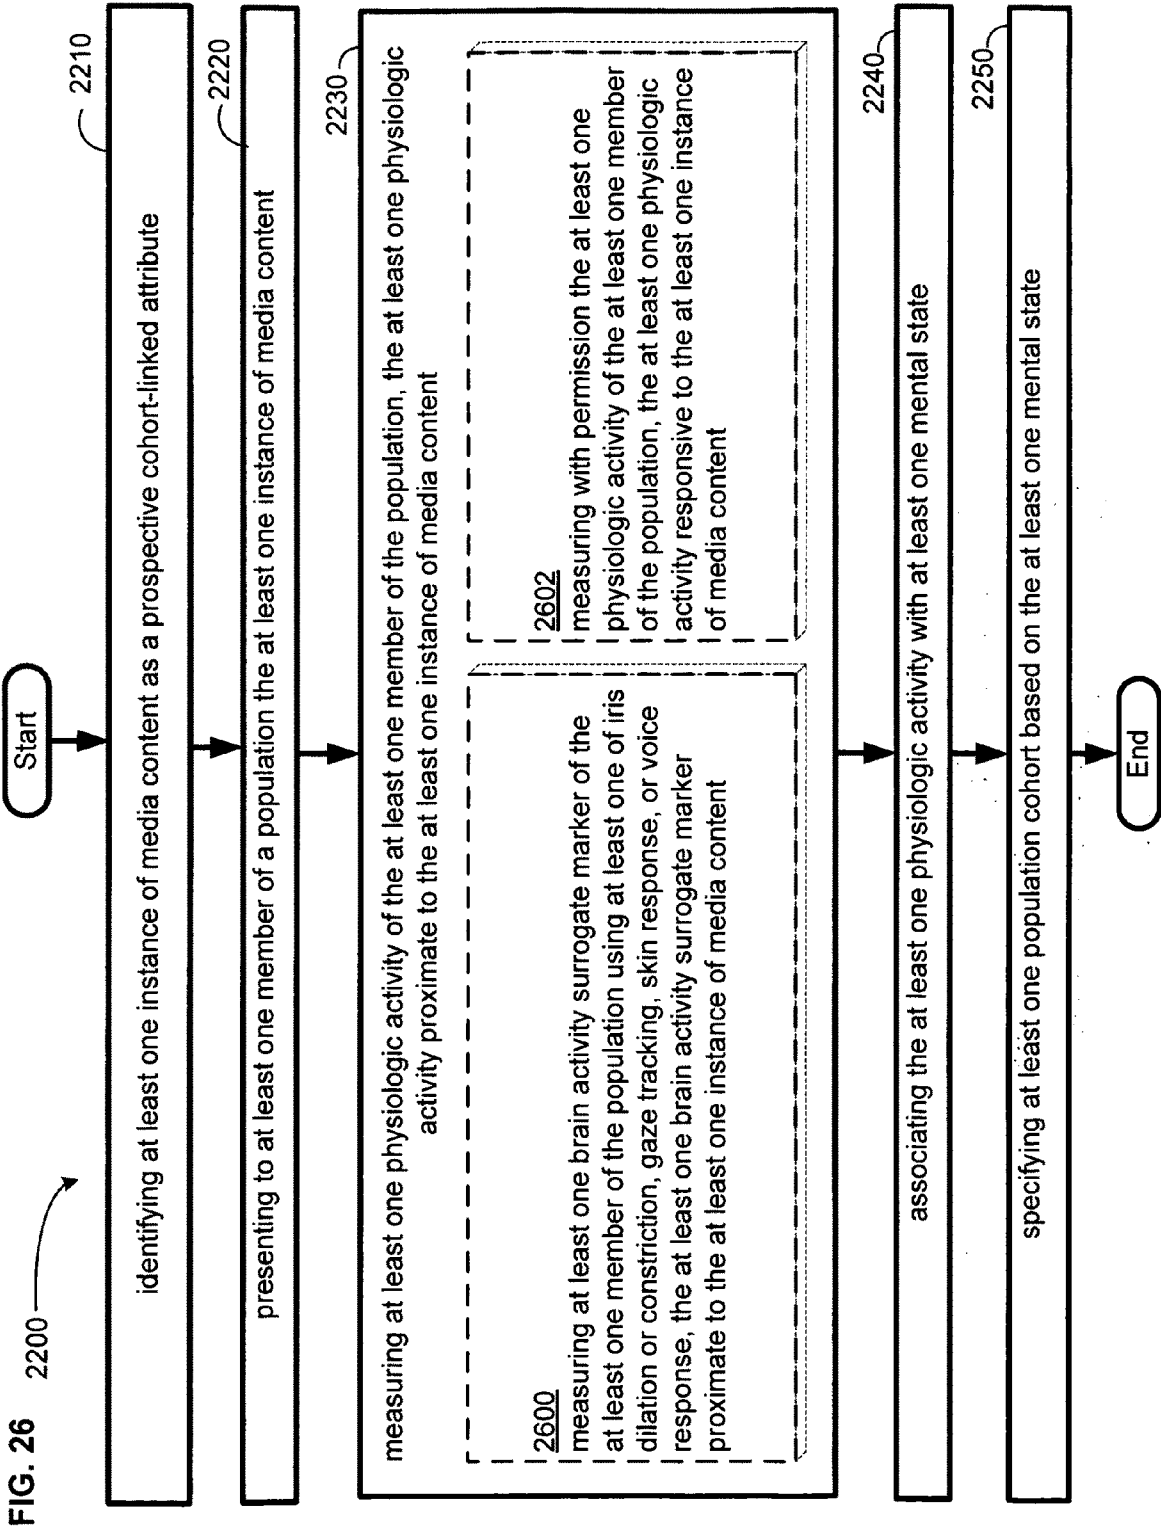 FIG. 26
2200
Start
2210
identifying at least one instance of media content as a prospective cohort-linked attribute
2220
presenting to at least one member of a population the at least one instance of media content
2230
measuring at least one physiologic activity of the at least one member of the population, the at least one physiologic
activity proximate to the at least one instance of media content
2600
measuring at least one brain activity surrogate marker of the
at least one member of the population using at least one of iris
dilation or constriction, gaze tracking, skin response, or voice
response, the at least one brain activity surrogate marker
proximate to the at least one instance of media content
2602
measuring with permission the at least one
physiologic activity of the at least one member
of the population, the at least one physiologic
activity responsive to the at least one instance
of media content
2240
associating the at least one physiologic activity with at least one mental state
2250
specifying at least one population cohort based on the at least one mental state
End